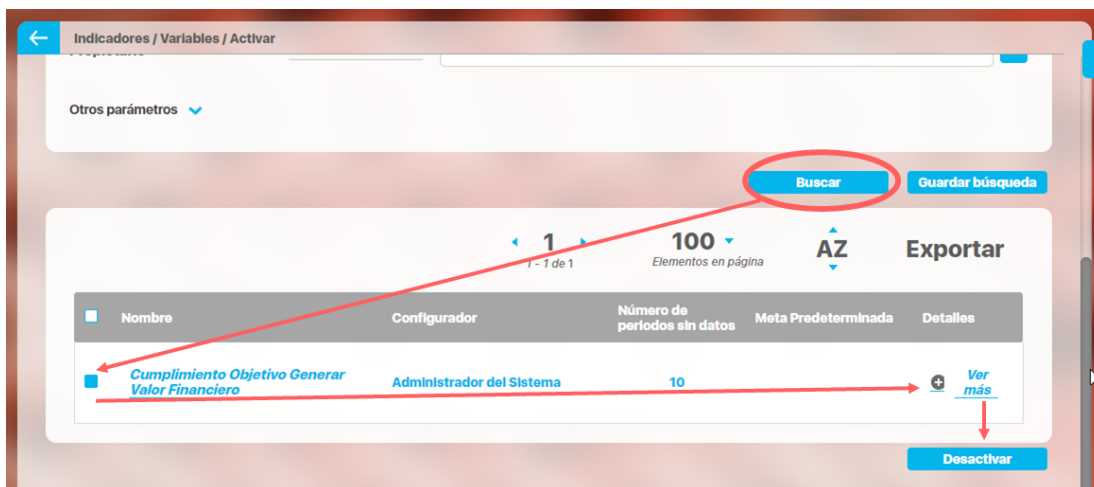 Indicadores / Variables / Activar
Otros parámetros
Buscar
Guardar búsqueda
1
1 - 1 de 1
100
Elementos en página
AZ
Exportar
Nombre
Configurador
Número de
periodos sin datos
Meta Predeterminada
Detalles
Cumplimiento Objetivo Generar
Valor Financiero
Administrador del Sistema
10
Ver
más
Desactivar